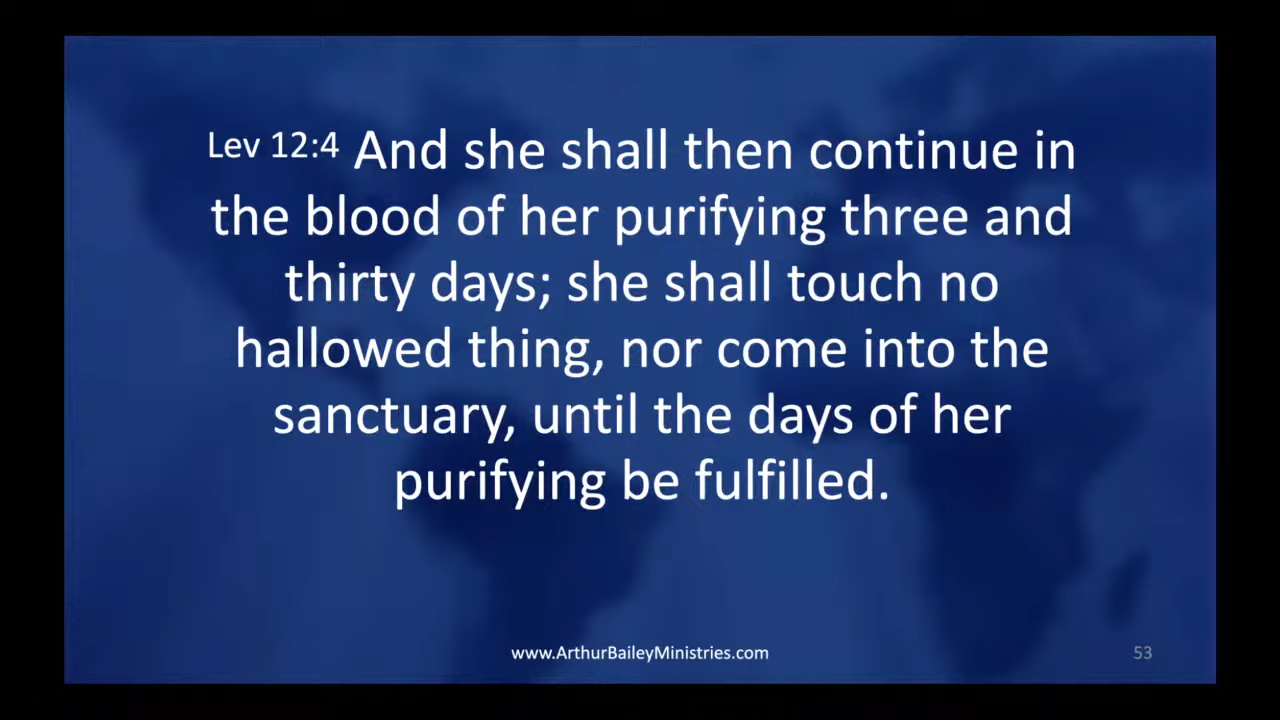 Lev 12:4 And she shall then continue in
the blood of her purifying three and
thirty days; she shall touch no
hallowed thing, nor come into the
sanctuary, until the days of her
purifying be fulfilled.
www.ArthurBaileyMinistries.com
53